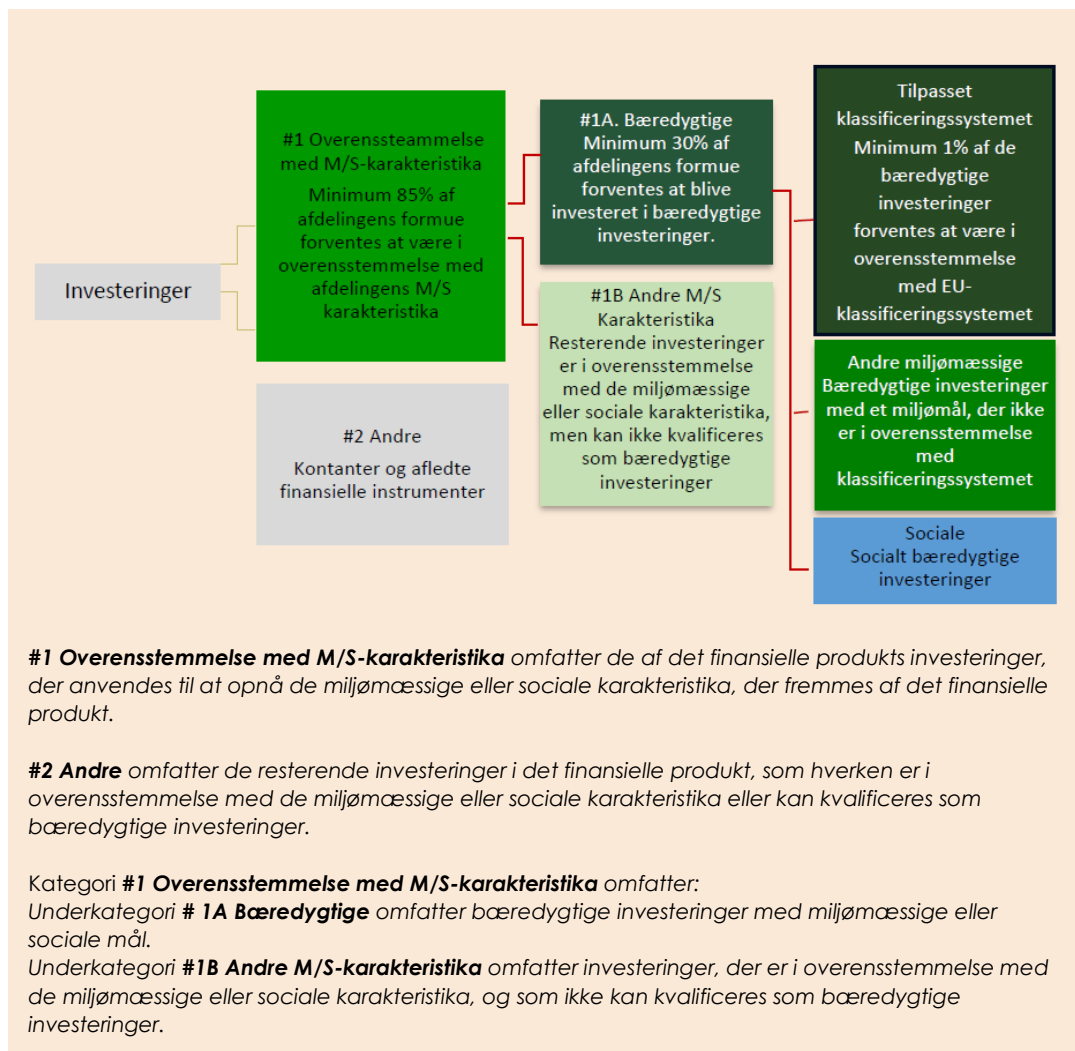 Investeringer
#1 Overenssteammelse
med M/S-karakteristika
Minimum 85% af
afdelingens formue
forventes at være i
overensstemmelse med
afdelingens M/S
karakteristika
#2 Andre
Kontanter og afledte
finansielle instrumenter
#1A. Bæredygtige
Minimum 30% af
afdelingens formue
forventes at blive
investeret i bæredygtige
investeringer.
#1B Andre M/S
Karakteristika
Resterende investeringer
er i overensstemmelse
med de miljømæssige
eller sociale karakteristika,
men kan ikke kvalificeres
som bæredygtige
investeringer
Tilpasset
klassificeringssystemet
Minimum 1% af de
bæredygtige
investeringer
forventes at være i
overensstemmelse
med EU-
klassificeringssystemet
Andre miljømæssige
Bæredygtige investeringer
med et miljømål, der ikke
er i overensstemmelse
med
klassificeringssystemet
Sociale
Socialt bæredygtige
investeringer
#1 Overensstemmelse med M/S-karakteristika omfatter de af det finansielle produkts investeringer,
der anvendes til at opnå de miljømæssige eller sociale karakteristika, der fremmes af det finansielle
produkt.
#2 Andre omfatter de resterende investeringer i det finansielle produkt, som hverken er i
overensstemmelse med de miljømæssige eller sociale karakteristika eller kan kvalificeres som
bæredygtige investeringer.
Kategori #1 Overensstemmelse med M/S-karakteristika omfatter:
Underkategori # 1A Bæredygtige omfatter bæredygtige investeringer med miljømæssige eller
sociale mål.
Underkategori #1B Andre M/S-karakteristika omfatter investeringer, der er i overensstemmelse med
de miljømæssige eller sociale karakteristika, og som ikke kan kvalificeres som bæredygtige
investeringer.